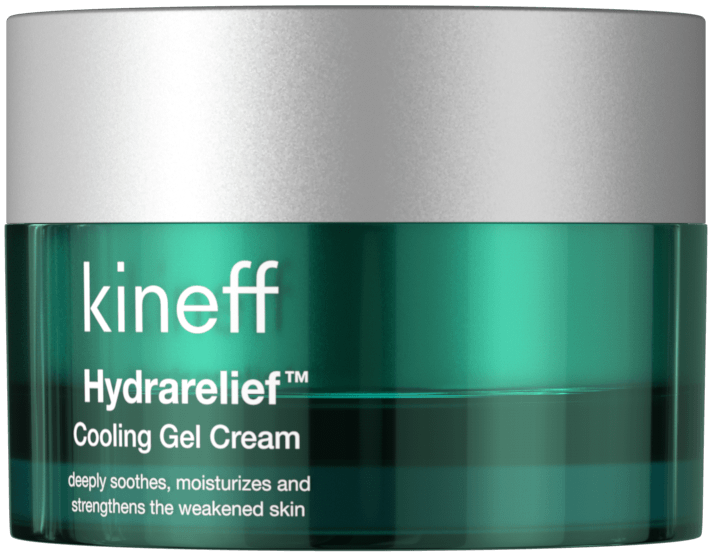 kineff
Hydrarelief™
Cooling Gel Cream
deeply soothes, moisturizes and
strengthens the weakened skin